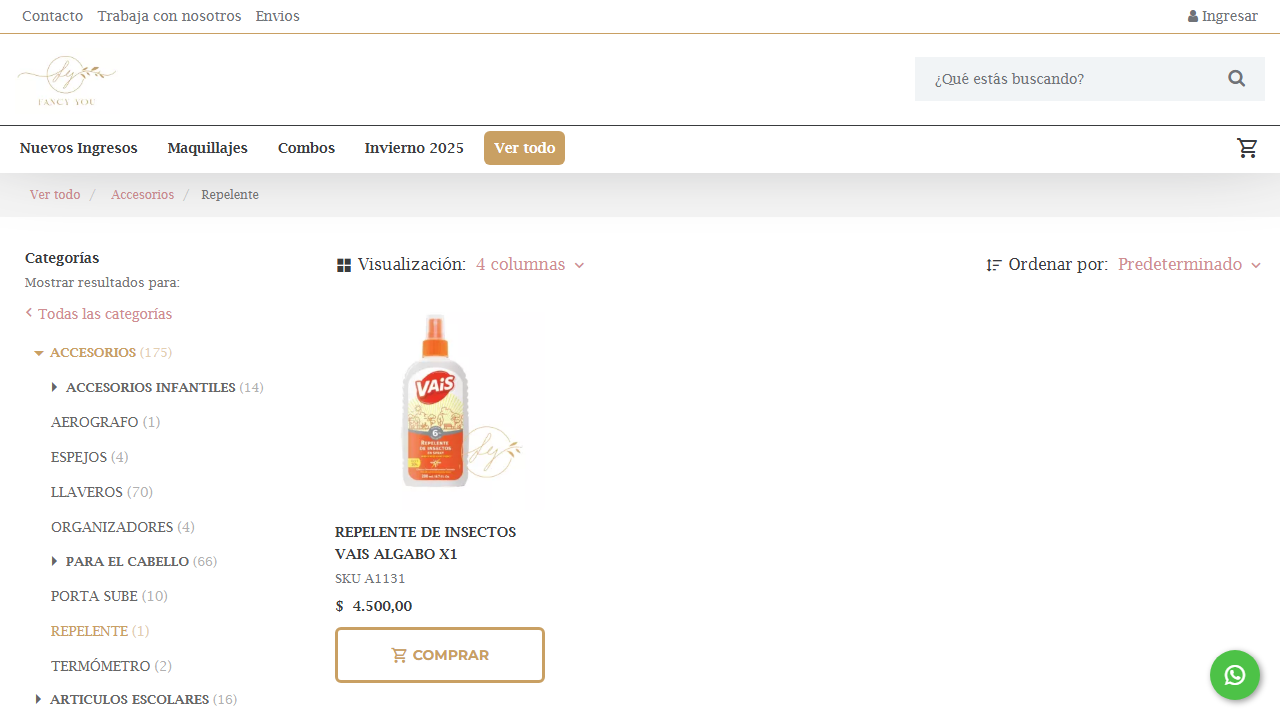 Contacto Trabaja con nosotros Envios Ingresar
fy
FANCY YOU
¿Qué estás buscando?
Nuevos Ingresos Maquillajes Combos Invierno 2025 Ver todo
Ver todo / Accesorios / Repelente
Categorías
Mostrar resultados para:
Todas las categorías
ACCESORIOS (175)
ACCESORIOS INFANTILES (14)
AEROGRAFO (1)
ESPEJOS (4)
LLAVEROS (70)
ORGANIZADORES (4)
PARA EL CABELLO (66)
PORTA SUBE (10)
REPELENTE (1)
TERMÓMETRO (2)
ARTICULOS ESCOLARES (16)
Visualización: 4 columnas
Ordenar por: Predeterminado
VAIS
REPELENTE
DE INSECTOS
fy
REPELENTE DE INSECTOS
VAIS ALGABO X1
SKU A1131
$ 4.500,00
COMPRAR